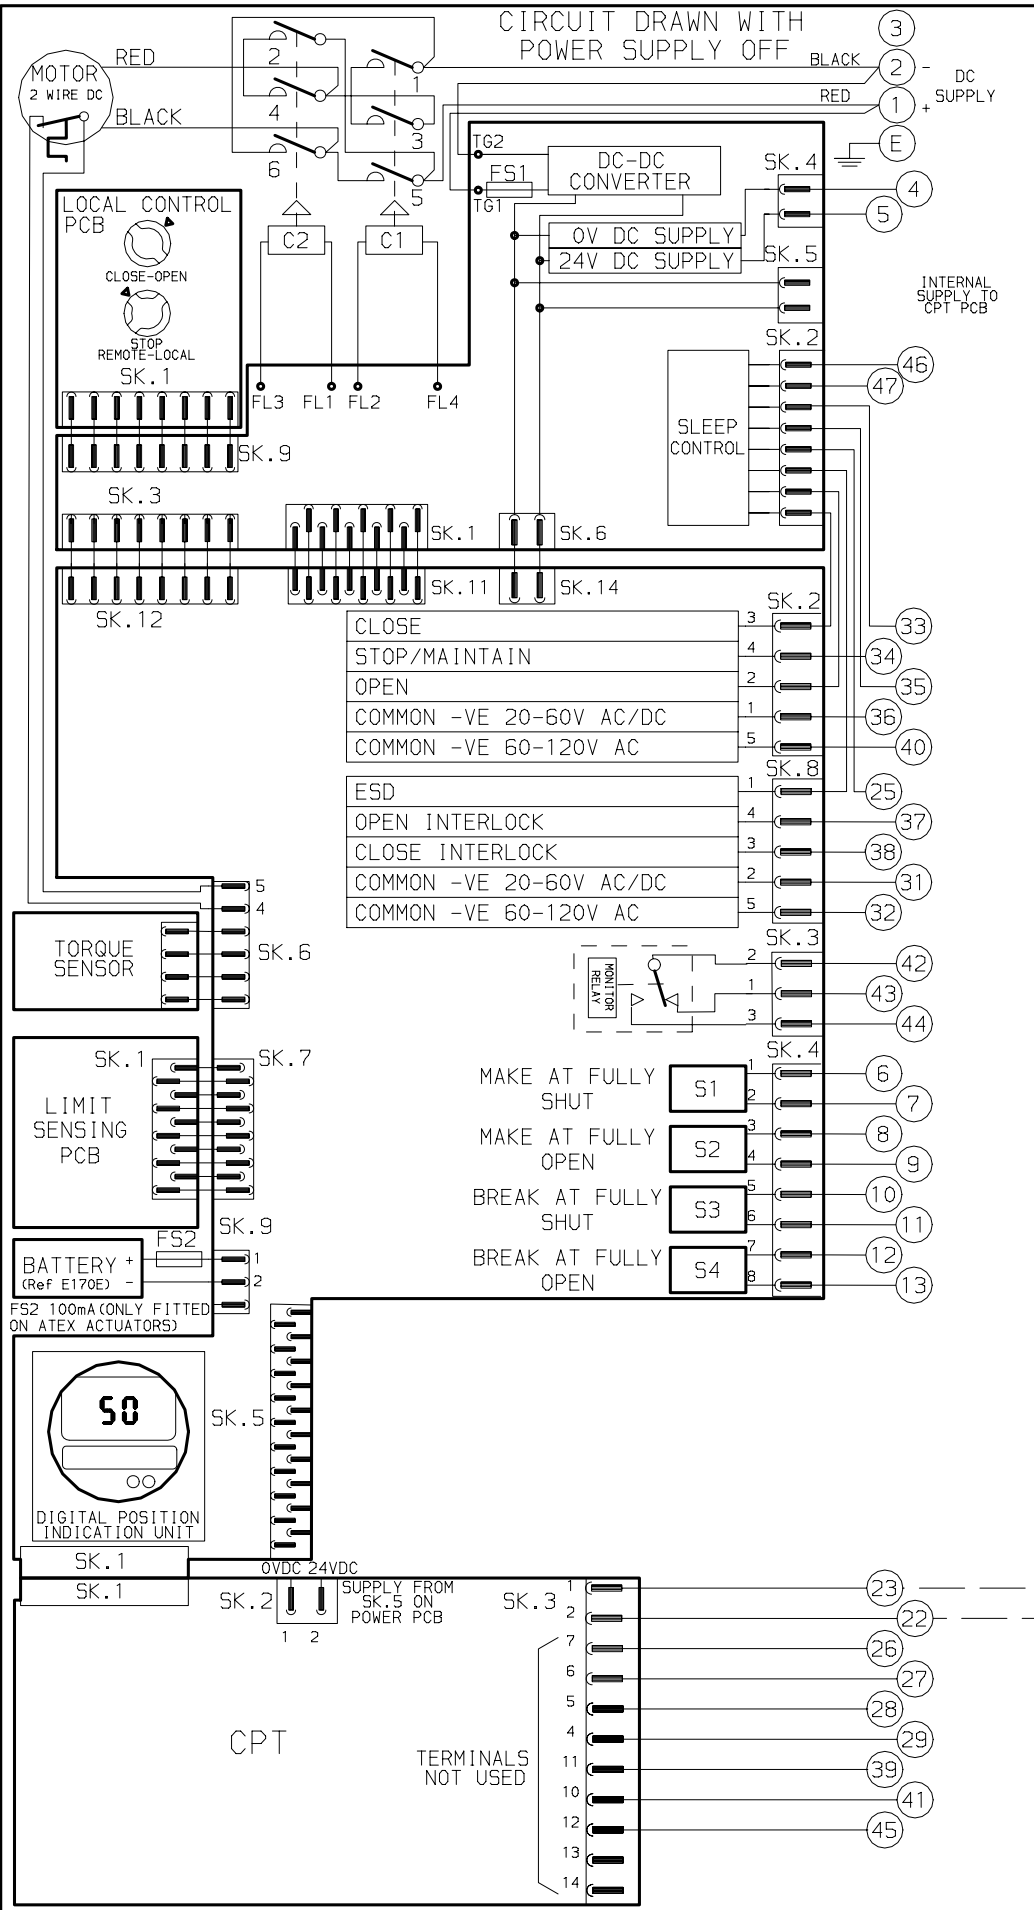 CIRCUIT DRAWN WITH
POWER SUPPLY OFF
3
BLACK
2
-
DC
SUPPLY
RED
1
+
E
MOTOR
2 WIRE DC
RED
BLACK
2
4
6
1
3
5
C2
C1
FL3
FL1
FL2
FL4
TG2
TG1
FS1
DC-DC
CONVERTER
0V DC SUPPLY
24V DC SUPPLY
SK.4
4
5
SK.5
INTERNAL
SUPPLY TO
CPT PCB
LOCAL CONTROL
PCB
CLOSE-OPEN
STOP
REMOTE-LOCAL
SK.1
SK.9
SK.3
SK.12
SK.1
SK.11
SK.6
SK.14
SLEEP
CONTROL
SK.2
46
47
SK.2
CLOSE
3
33
STOP/MAINTAIN
4
34
OPEN
2
35
COMMON -VE 20-60V AC/DC
1
36
COMMON -VE 60-120V AC
5
40
SK.8
ESD
1
25
OPEN INTERLOCK
4
37
CLOSE INTERLOCK
3
38
COMMON -VE 20-60V AC/DC
2
31
COMMON -VE 60-120V AC
5
32
5
4
SK.6
TORQUE
SENSOR
MONITOR
RELAY
SK.3
2
42
1
43
3
44
SK.1
SK.7
LIMIT
SENSING
PCB
SK.4
MAKE AT FULLY
SHUT
S1
1
6
2
7
MAKE AT FULLY
OPEN
S2
3
8
4
9
BREAK AT FULLY
SHUT
S3
5
10
6
11
BREAK AT FULLY
OPEN
S4
7
12
8
13
SK.9
FS2
BATTERY
(Ref E170E)
+
-
1
2
FS2 100mA(ONLY FITTED
ON ATEX ACTUATORS)
50
SK.5
DIGITAL POSITION
INDICATION UNIT
SK.1
SK.1
0VDC 24VDC
SK.2
1 2
SUPPLY FROM
SK.5 ON
POWER PCB
SK.3
1
23
2
22
7
26
6
27
5
28
4
29
11
39
10
41
12
45
13
14
CPT
TERMINALS
NOT USED